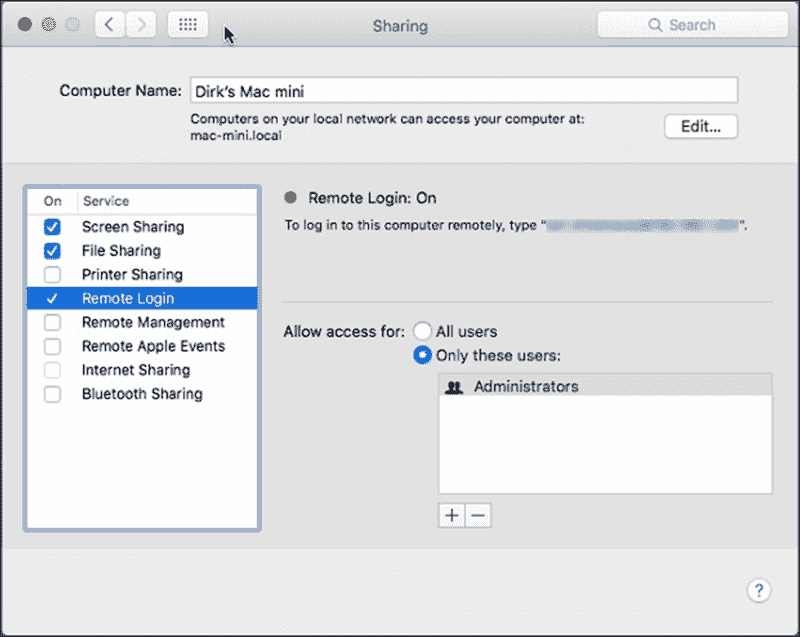 Sharing
Search
Computer Name: Dirk's Mac mini
Computers on your local network can access your computer at:
mac-mini.local
Edit...
On Service
Screen Sharing
File Sharing
Printer Sharing
Remote Login
Remote Management
Remote Apple Events
Internet Sharing
Bluetooth Sharing
Remote Login: On
To log in to this computer remotely, type "".
Allow access for: All users
Only these users:
Administrators
+ −
?